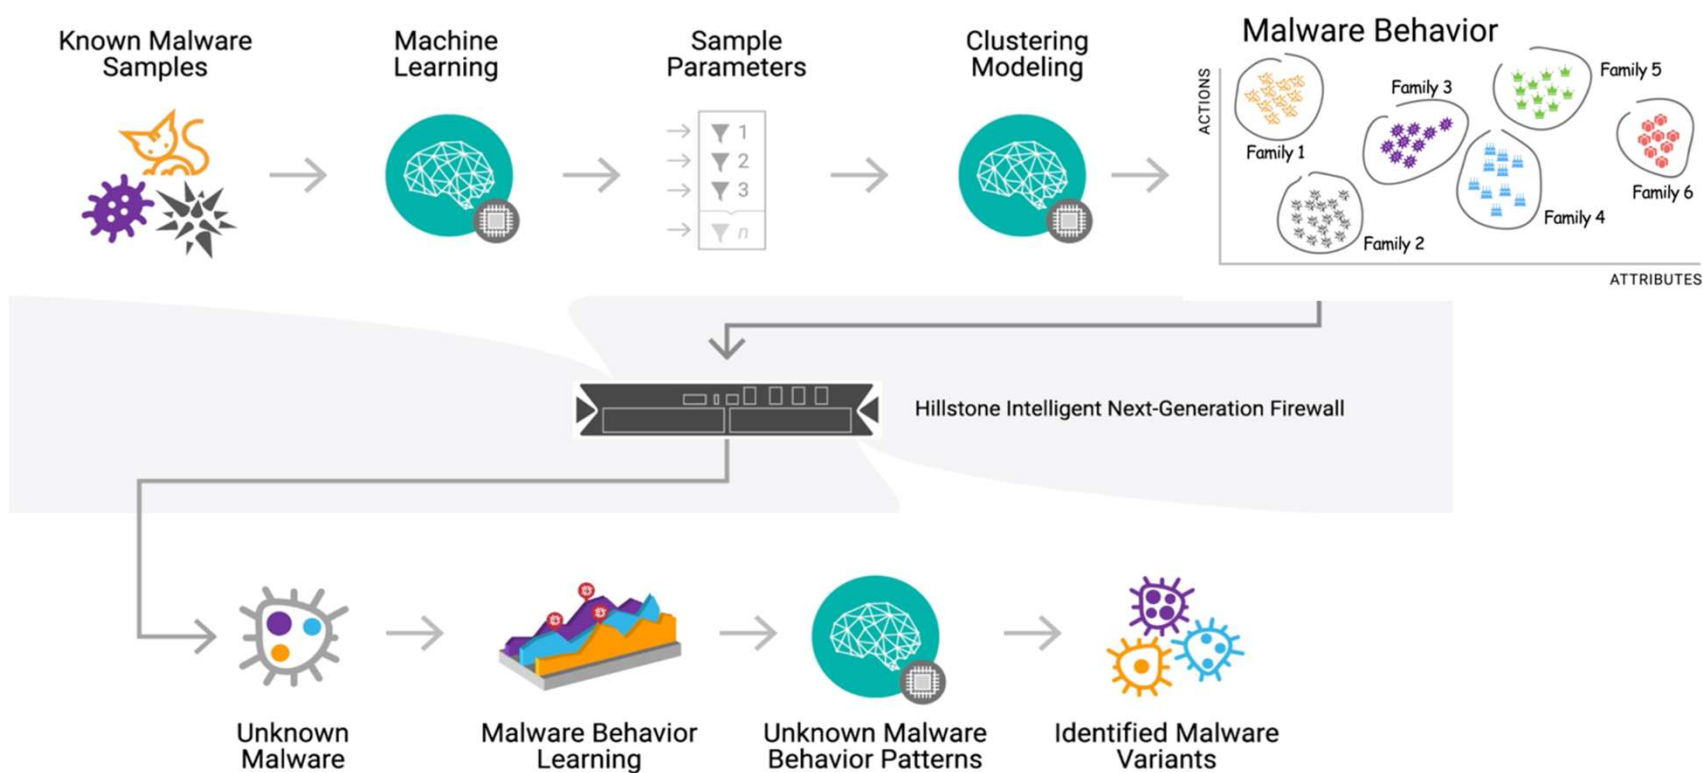 Known Malware
Samples
Machine
Learning
Sample
Parameters
1
2
3
n
Clustering
Modeling
Malware Behavior
ACTIONS
Family 1
Family 2
Family 3
Family 4
Family 5
Family 6
ATTRIBUTES
Hillstone Intelligent Next-Generation Firewall
Unknown
Malware
Malware Behavior
Learning
Unknown Malware
Behavior Patterns
Identified Malware
Variants